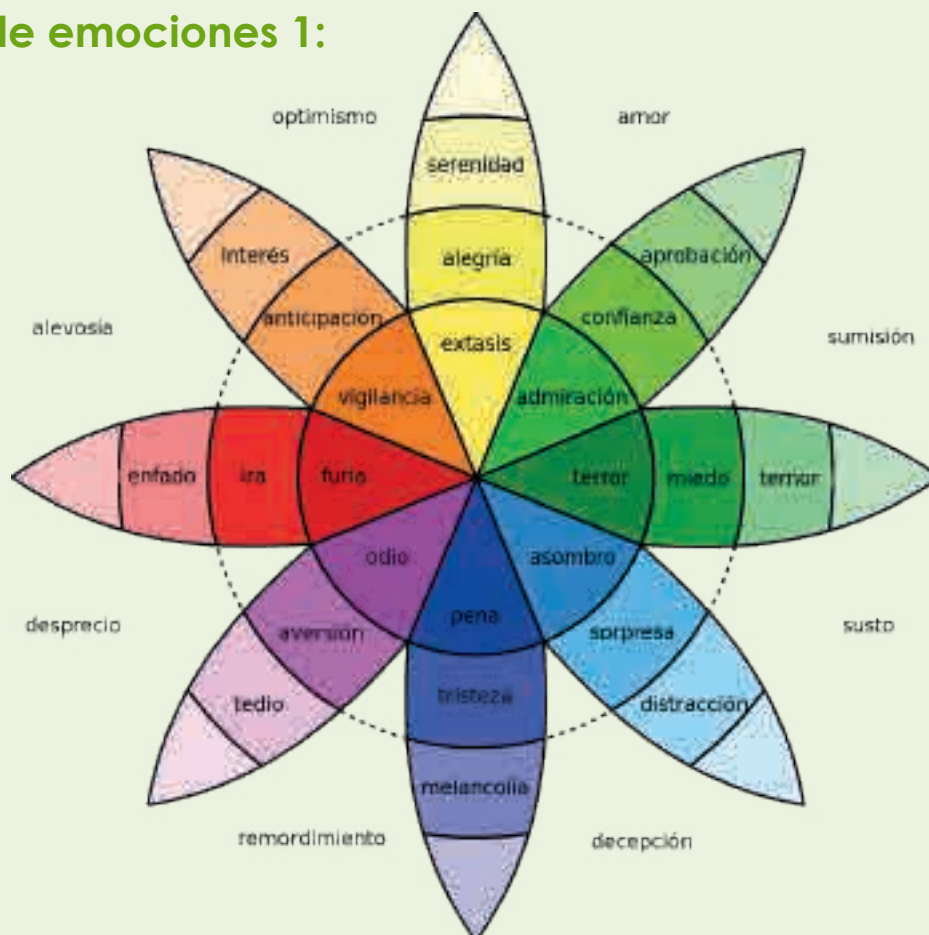 de emociones 1:
optimismo
amor
serenidad
interés
aprobación
alegría
anticipación
confianza
alevosía
extasis
sumisión
vigilancia
admiración
enfado
ira
furia
terror
miedo
temor
odio
asombro
pena
desprecio
aversión
sorpresa
susto
tristeza
tedio
distracción
melancolía
remordimiento
decepción